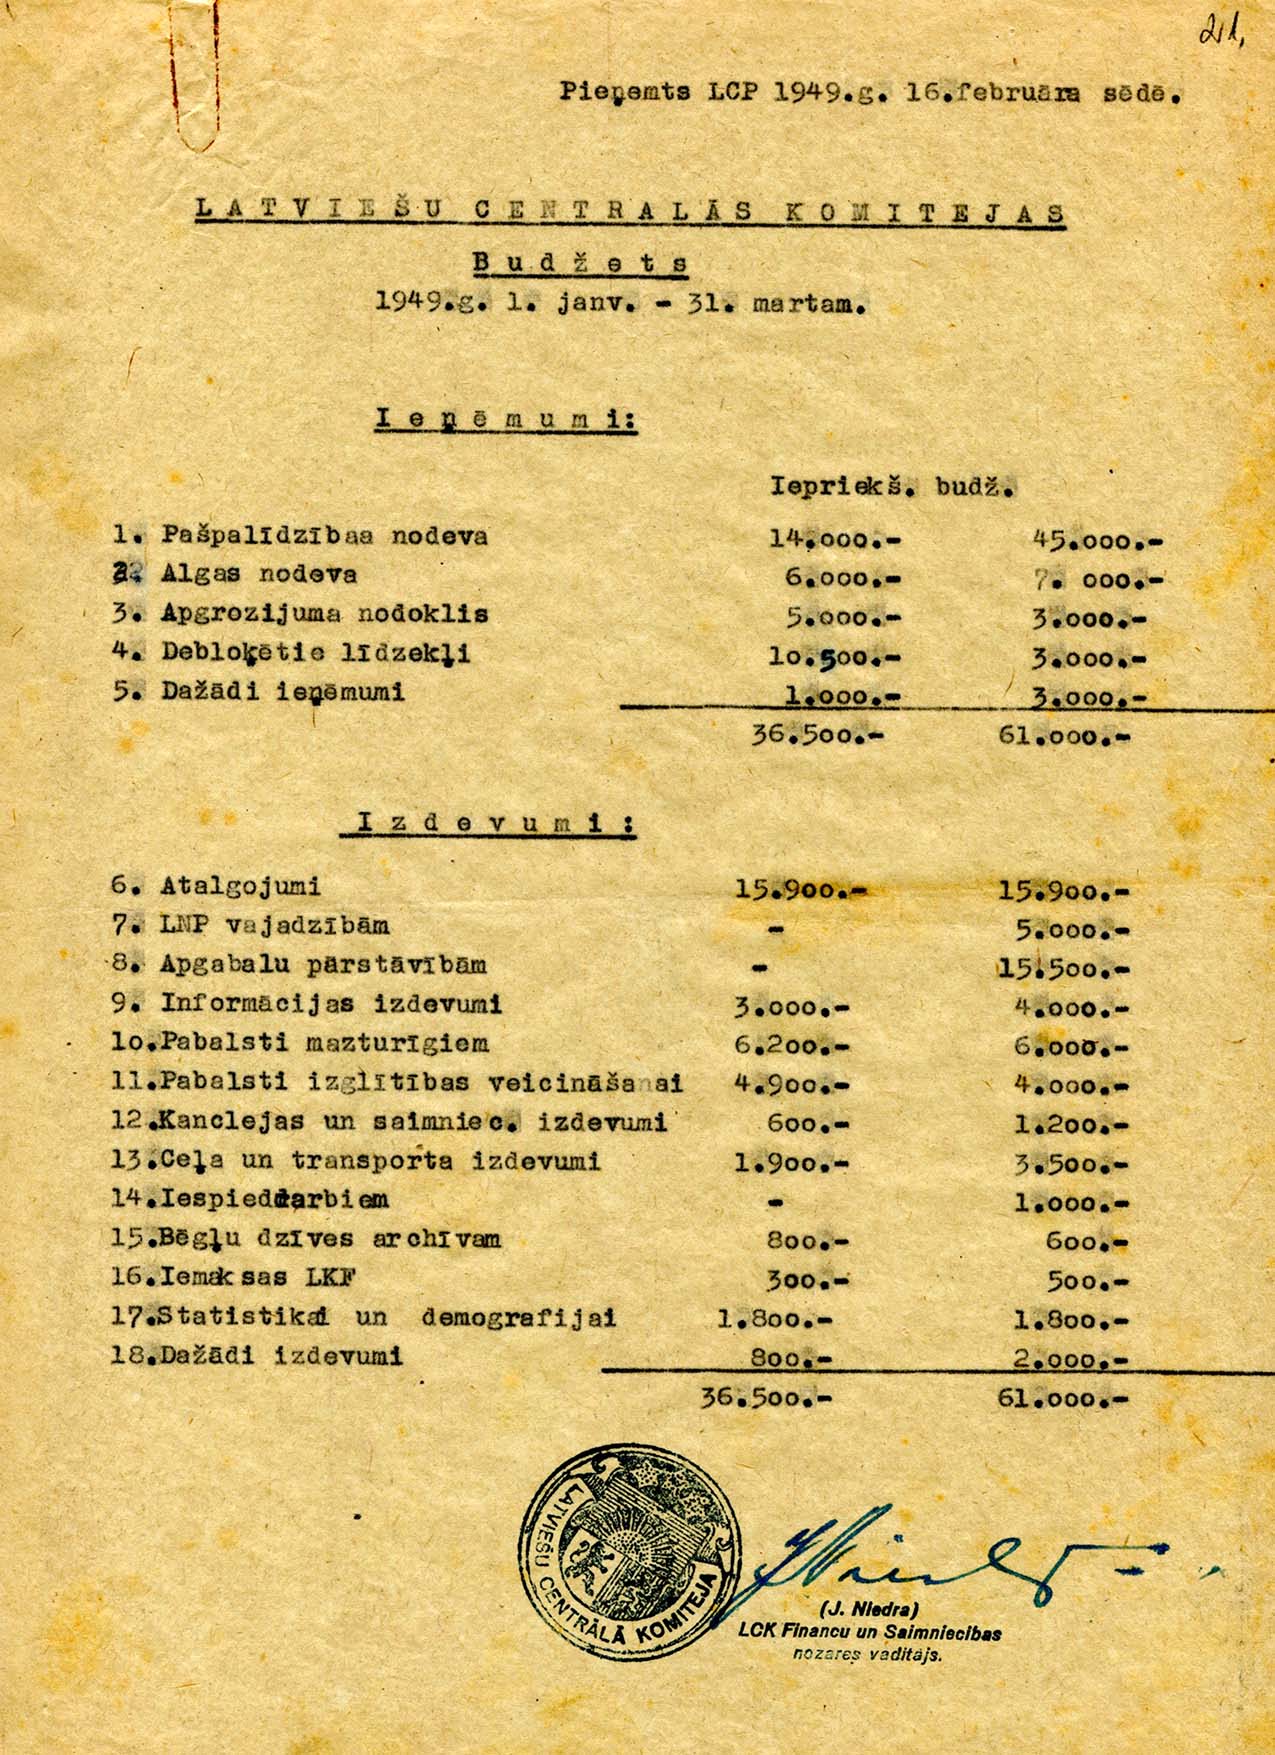 21.
Pieņemts LCP 1949.g. 16.februāra sēdē.
LATVIEŠU CENTRALĀS KOMITEJAS
Budžets
1949.g. 1. janv. - 31. martam.
Ieņēmumi:
Iepriekš. budž.
1. Pašpalīdzības nodeva 14.000.- 45.000.-
2. Algas nodeva 6.000.- 7. 000.-
3. Apgrozijuma nodoklis 5.000.- 3.000.-
4. Debloķētie līdzekļi 10.500.- 3.000.-
5. Dažādi ieņēmumi 1.000.- 3.000.-
36.500.- 61.000.-
Izdevumi:
6. Atalgojumi 15.900.- 15.900.-
7. LNP vajadzībām - 5.000.-
8. Apgabalu pārstāvībām - 15.500.-
9. Informācijas izdevumi 3.000.- 4.000.-
10.Pabalsti mazturīgiem 6.200.- 6.000.-
11.Pabalsti izglītības veicināšanai 4.900.- 4.000.-
12.Kanclejas un saimniec. izdevumi 600.- 1.200.-
13.Ceļa un transporta izdevumi 1.900.- 3.500.-
14.Iespieddarbiem - 1.000.-
15.Bēgļu dzīves archīvam 800.- 600.-
16.Iemaksas LKF 300.- 500.-
17.Statistikai un demografijai 1.800.- 1.800.-
18.Dažādi izdevumi 800.- 2.000.-
36.500.- 61.000.-
LATVIEŠU CENTRĀLĀ KOMITEJA
JNiedra
(J. Niedra)
LCK Financu un Saimniecības
nozares vadītājs.